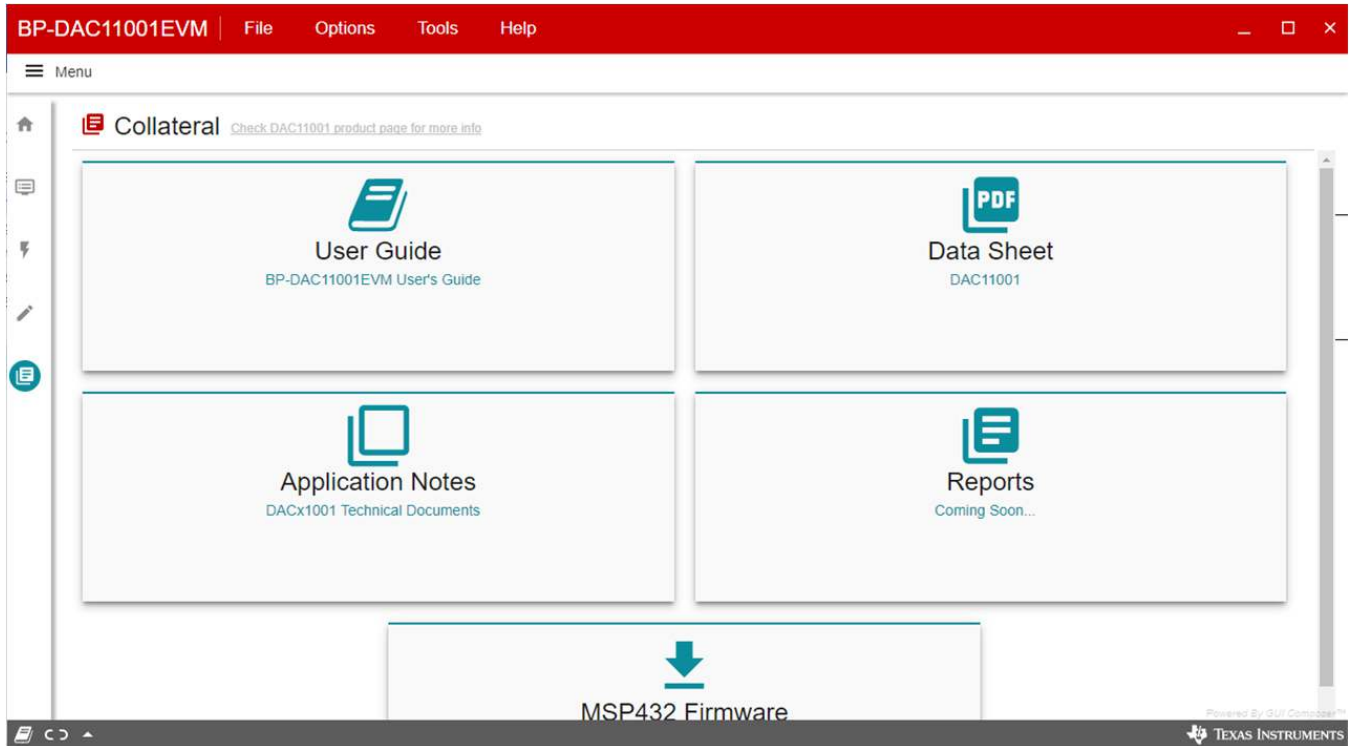 BP-DAC11001EVM File Options Tools Help
Menu
Collateral Check DAC11001 product page for more info
User Guide
BP-DAC11001EVM User's Guide
PDF
Data Sheet
DAC11001
Application Notes
DACx1001 Technical Documents
Reports
Coming Soon...
MSP432 Firmware
Powered By GUI Composer™
TEXAS INSTRUMENTS